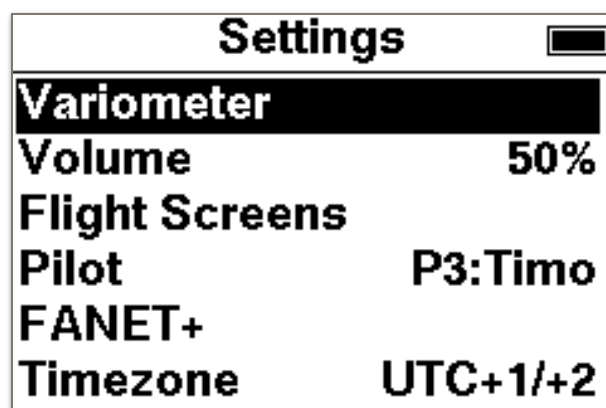 Settings
Variometer
Volume 50%
Flight Screens
Pilot P3:Timo
FANET+
Timezone UTC+1/+2